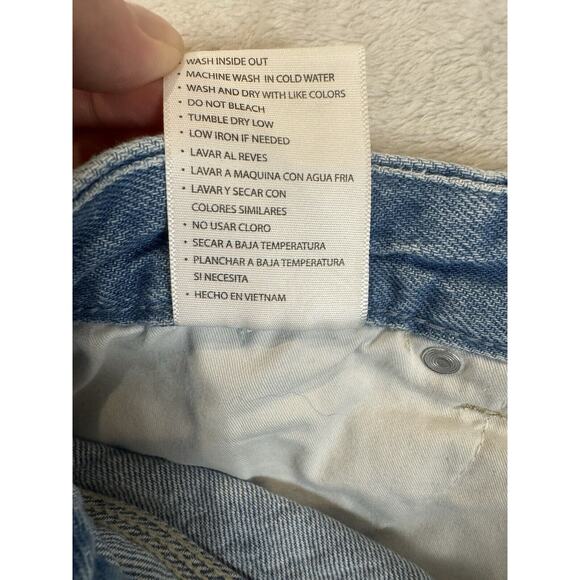 • WASH INSIDE OUT
• MACHINE WASH IN COLD WATER
• WASH AND DRY WITH LIKE COLORS
• DO NOT BLEACH
• TUMBLE DRY LOW
• LOW IRON IF NEEDED
• LAVAR AL REVES
• LAVAR A MAQUINA CON AGUA FRIA
• LAVAR Y SECAR CON
COLORES SIMILARES
• NO USAR CLORO
• SECAR A BAJA TEMPERATURA
• PLANCHAR A BAJA TEMPERATURA
SI NECESITA
• HECHO EN VIETNAM